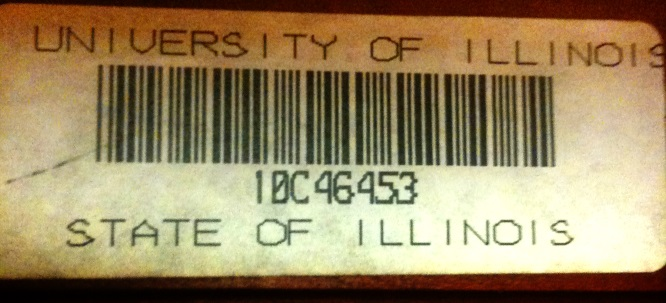 UNIVERSITY OF ILLINOIS
10C46453
STATE OF ILLINOIS